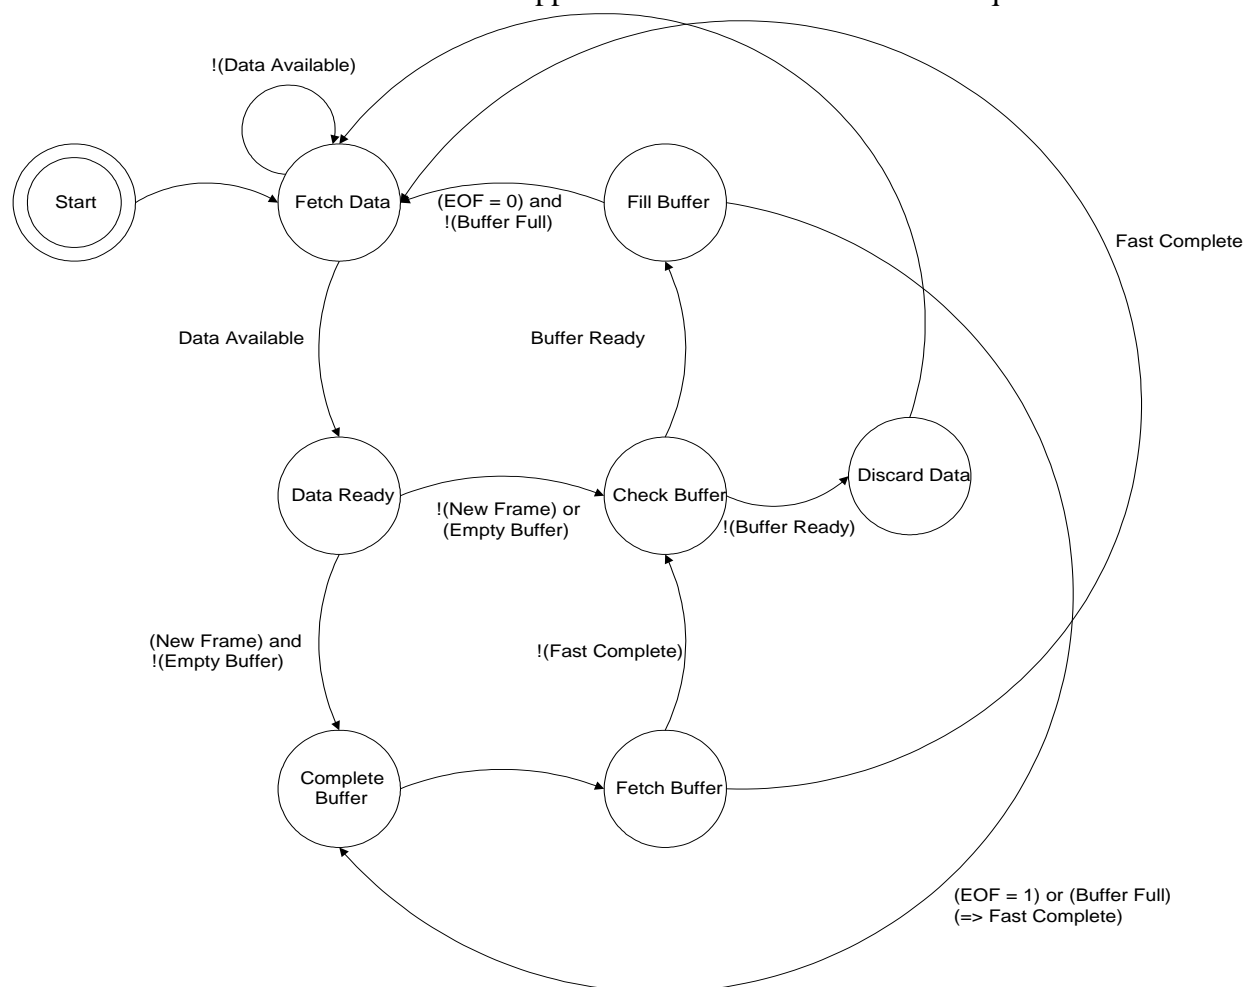 !(Data Available)
Start
Fetch Data
(EOF = 0) and
!(Buffer Full)
Fill Buffer
Fast Complete
Data Available
Buffer Ready
Data Ready
!(New Frame) or
(Empty Buffer)
Check Buffer
!(Buffer Ready)
Discard Data
(New Frame) and
!(Empty Buffer)
!(Fast Complete)
Complete
Buffer
Fetch Buffer
(EOF = 1) or (Buffer Full)
(=> Fast Complete)